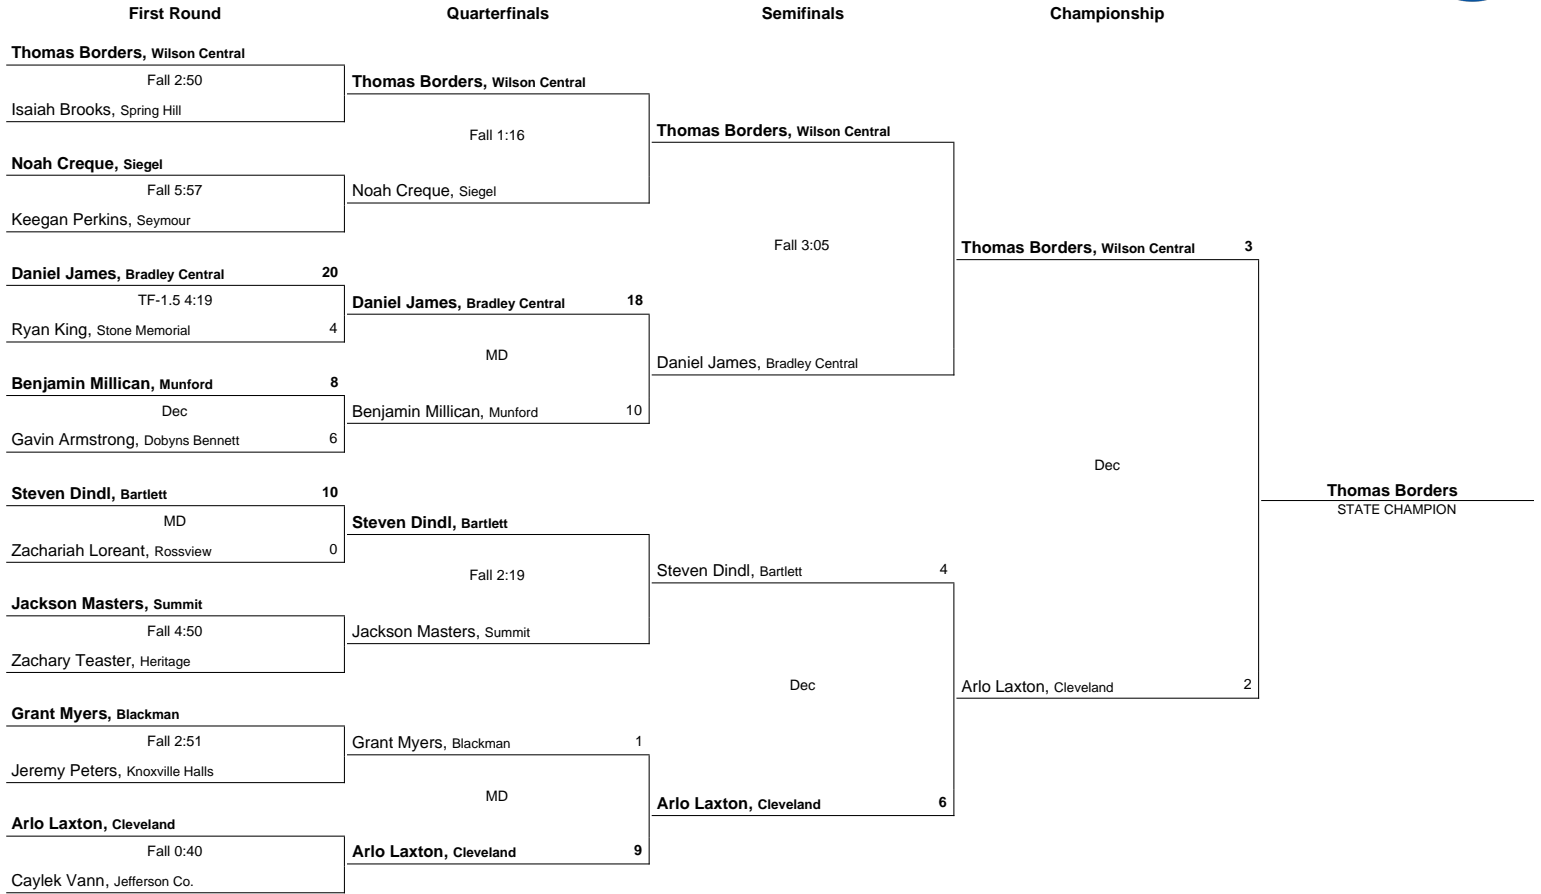 First Round Quarterfinals Semifinals Championship
Thomas Borders, Wilson Central
Fall 2:50
Isaiah Brooks, Spring Hill
Noah Creque, Siegel
Fall 5:57
Keegan Perkins, Seymour
Daniel James, Bradley Central 20
TF-1.5 4:19
Ryan King, Stone Memorial 4
Benjamin Millican, Munford 8
Dec
Gavin Armstrong, Dobyns Bennett 6
Steven Dindl, Bartlett 10
MD
Zachariah Loreant, Rossview 0
Jackson Masters, Summit
Fall 4:50
Zachary Teaster, Heritage
Grant Myers, Blackman
Fall 2:51
Jeremy Peters, Knoxville Halls
Arlo Laxton, Cleveland
Fall 0:40
Caylek Vann, Jefferson Co.
Thomas Borders, Wilson Central
Fall 1:16
Noah Creque, Siegel
Daniel James, Bradley Central 18
MD
Benjamin Millican, Munford 10
Steven Dindl, Bartlett
Fall 2:19
Jackson Masters, Summit
Grant Myers, Blackman 1
MD
Arlo Laxton, Cleveland 9
Thomas Borders, Wilson Central
Fall 3:05
Daniel James, Bradley Central
Steven Dindl, Bartlett 4
Dec
Arlo Laxton, Cleveland 6
Thomas Borders, Wilson Central 3
Dec
Arlo Laxton, Cleveland 2
Thomas Borders
STATE CHAMPION